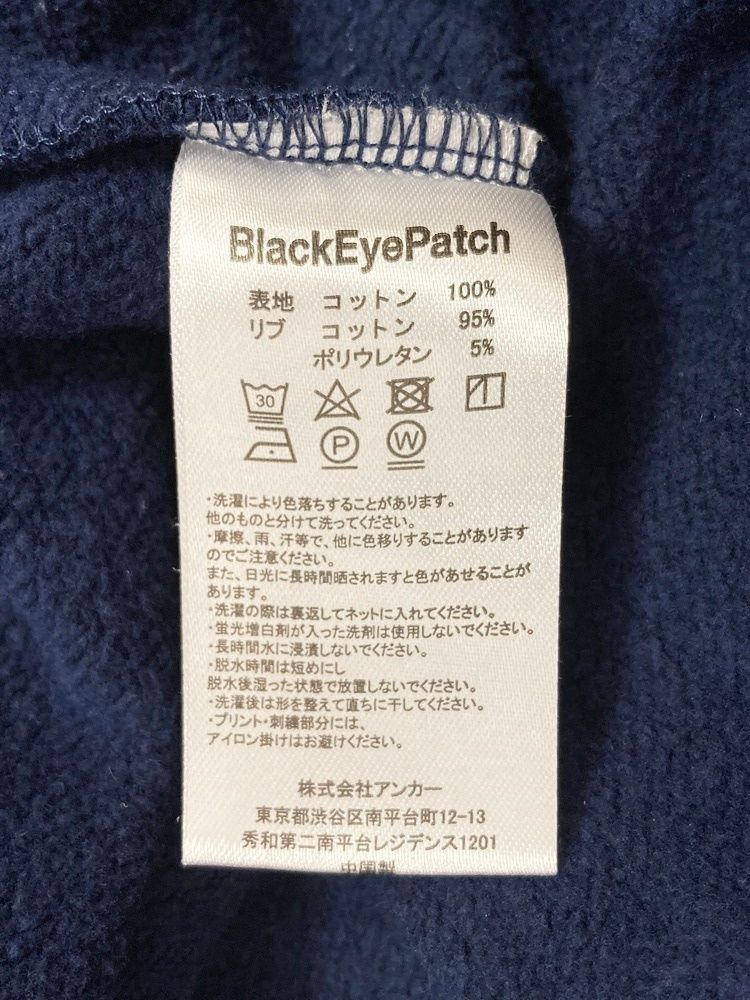 BlackEyePatch
表地 コットン 100%
リブ コットン 95%
ポリウレタン 5%
30
P W
・洗濯により色落ちすることがあります。
他のものと分けて洗ってください。
・摩擦、雨、汗等で、他に色移りすることがあります
のでご注意ください。
また、日光に長時間晒されますと色があせることが
あります。
・洗濯の際は裏返してネットに入れてください。
・蛍光増白剤が入った洗剤は使用しないでください。
・長時間水に浸漬しないでください。
・脱水時間は短めにし
脱水後湿った状態で放置しないでください。
・洗濯後は形を整えて直ちに干してください。
・プリント・刺繍部分には、
アイロン掛けはお避けください。
株式会社アンカー
東京都渋谷区南平台町12-13
秀和第二南平台レジデンス1201
中国製